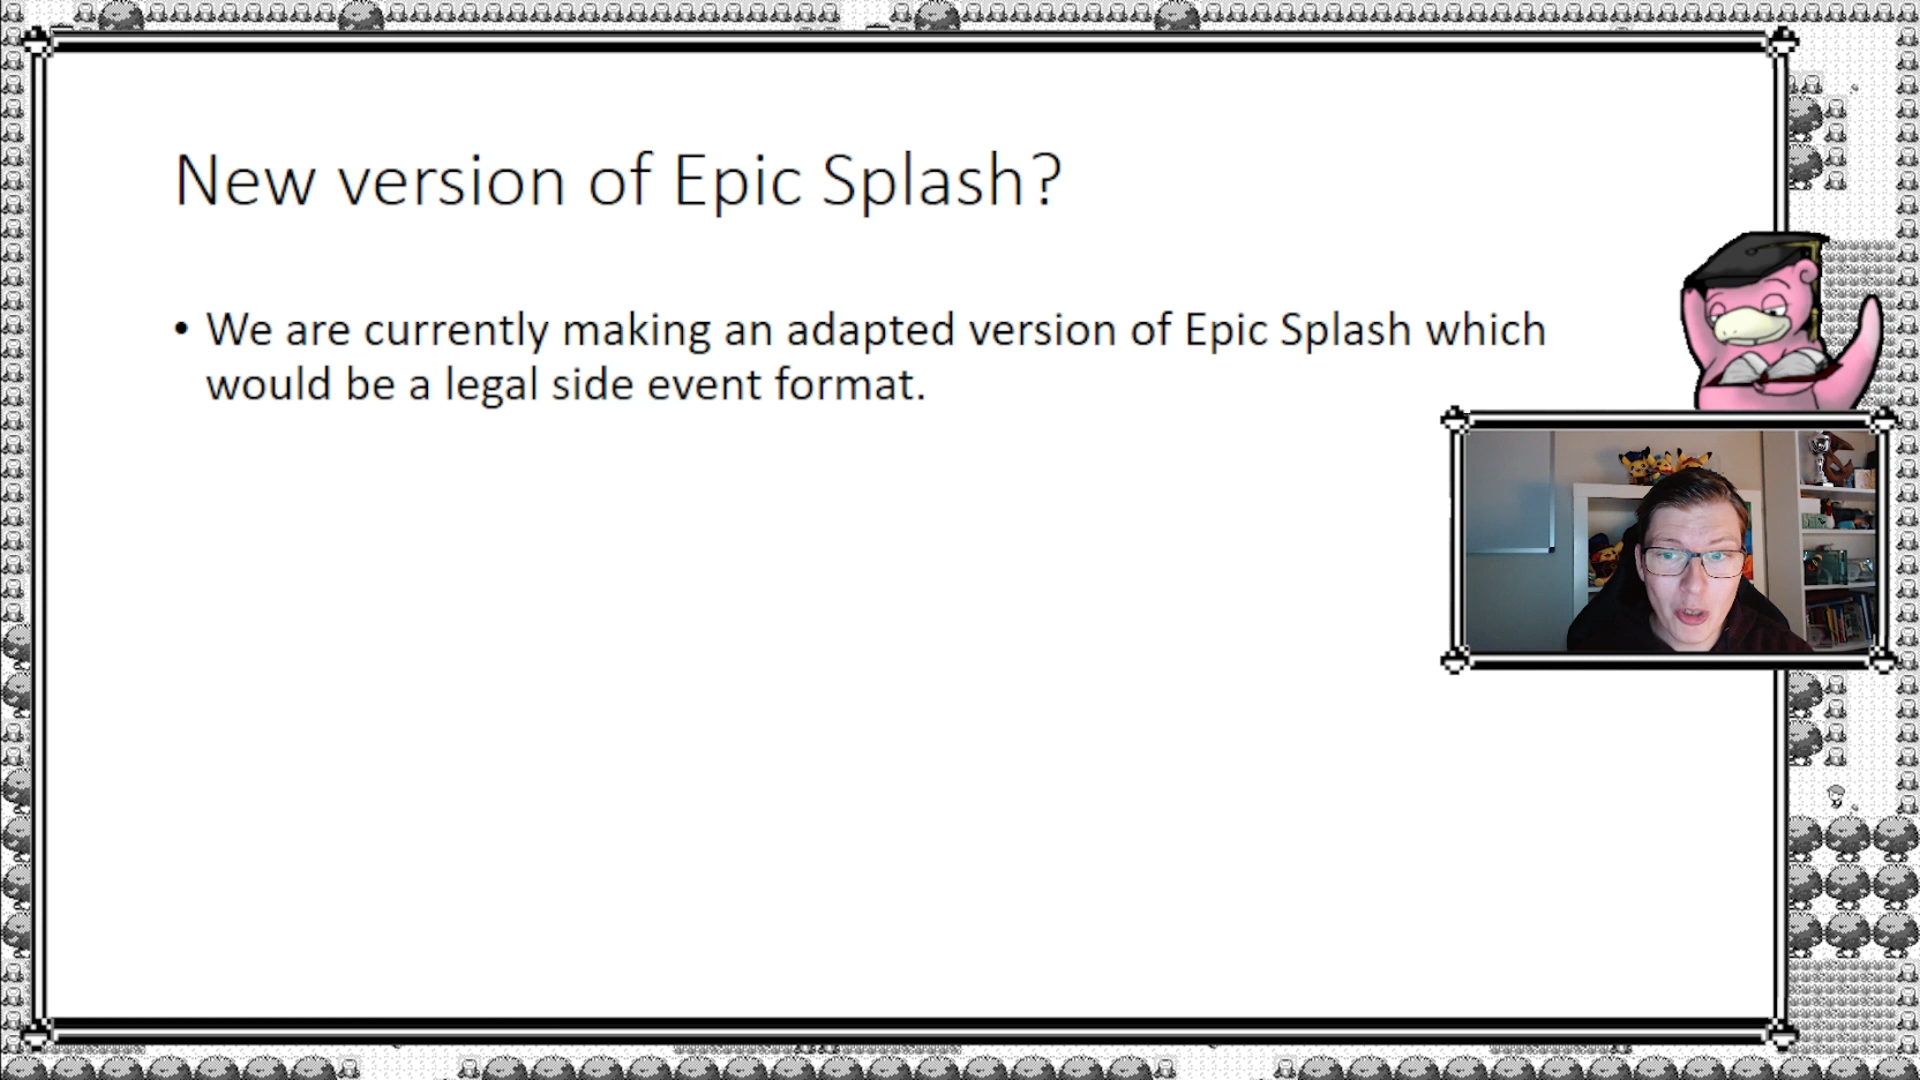 New version of Epic Splash?
• We are currently making an adapted version of Epic Splash which
would be a legal side event format.